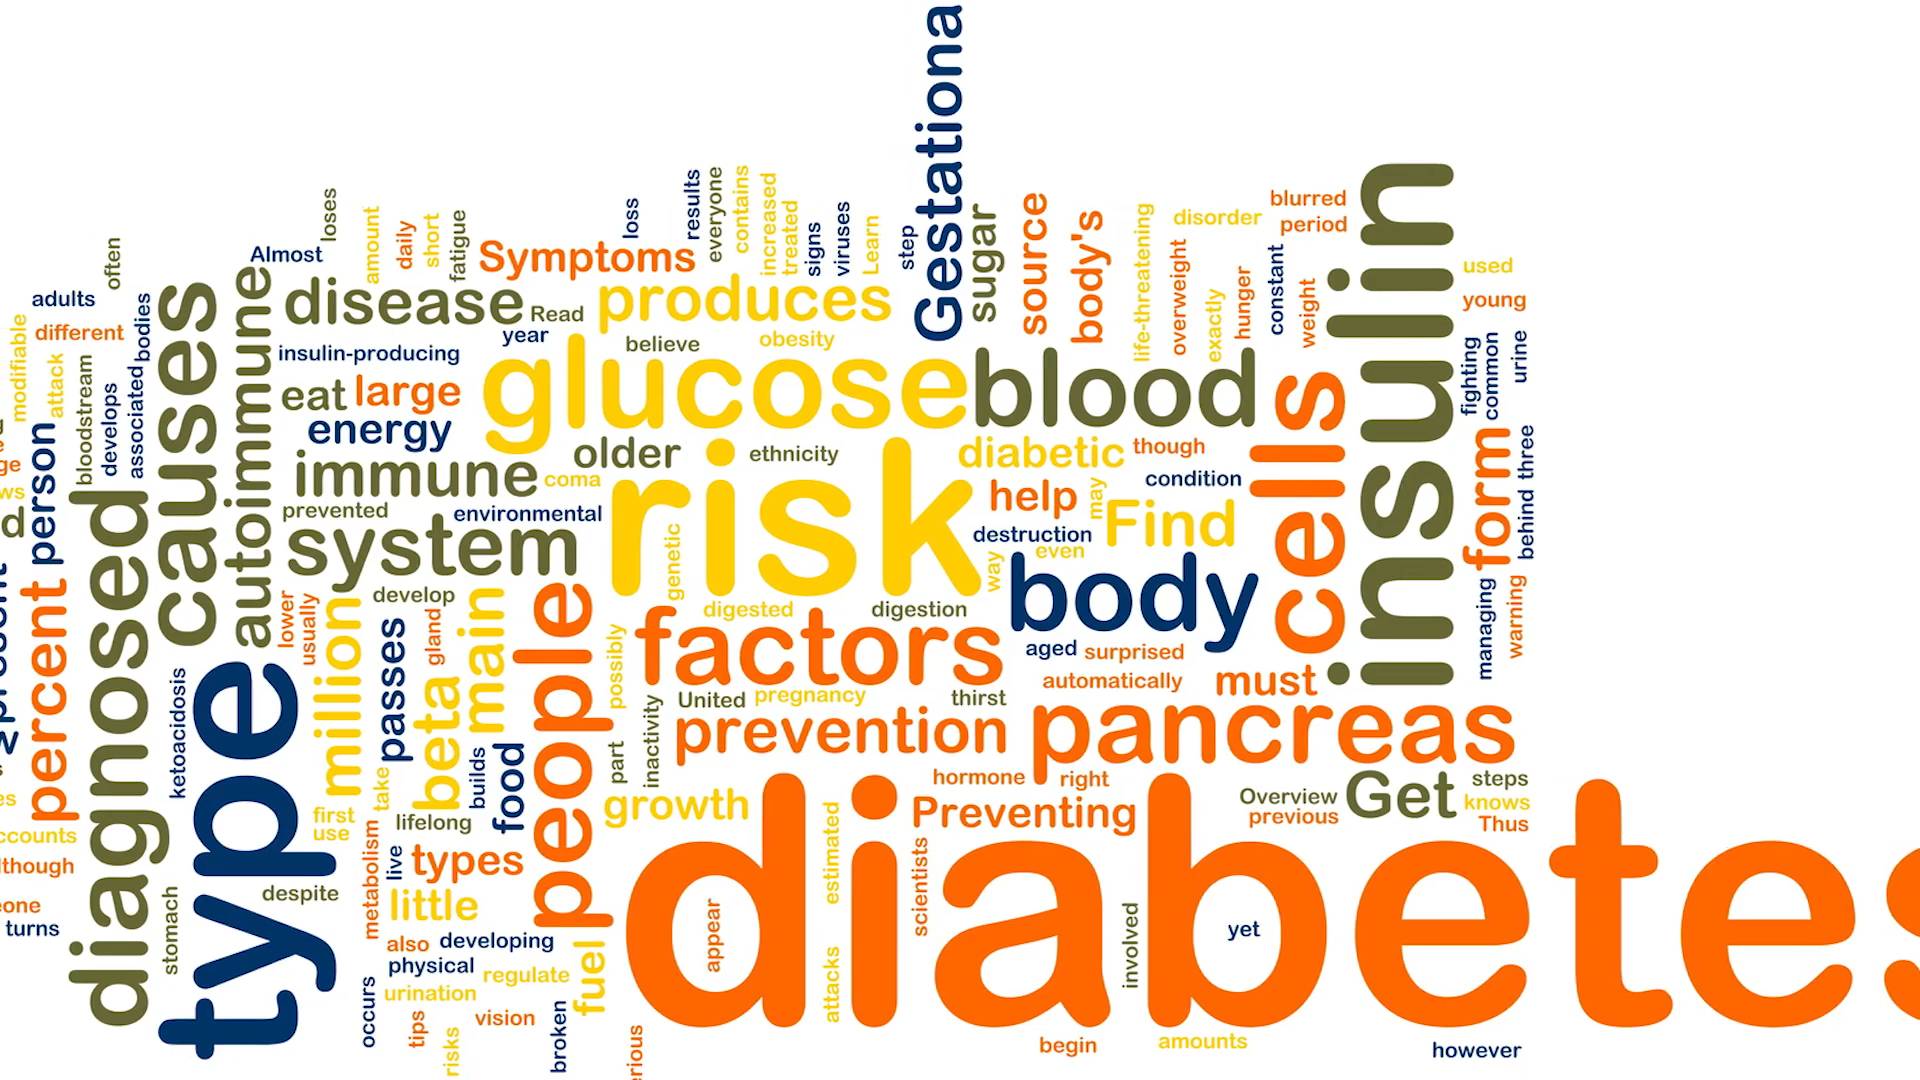 Gestationa
loses
often
Almost
amount
daily
short
fatigue
Symptoms
loss
results
everyone
contains
increased
treated
signs
viruses
Learn
step
sugar
source
body's
life-threatening
disorder
overweight
exactly
hunger
constant
blurred
period
weight
insulin
used
young
adults
different
bodies
modifiable
attack
bloodstream
develops
associated
causes
autoimmune
disease
Read
year
produces
believe
obesity
insulin-producing
eat
large
energy
glucose
blood
cells
fighting
common
urine
person
diagnosed
older
ethnicity
diabetic
though
immune
coma
risk
help
may
condition
form
behind
three
prevented
environmental
system
genetic
destruction
even
way
Find
body
percent
lower
usually
million
develop
passes
gland
main
people
possibly
digested
digestion
factors
aged
surprised
automatically
must
managing
warning
ketoacidosis
type
beta
builds
food
part
inactivity
United
pregnancy
thirst
prevention
pancreas
hormone
right
take
first
use
lifelong
growth
Preventing
Overview
previous
Get
steps
knows
Thus
metabolism
live
types
little
despite
stomach
turns
diabetes
estimated
scientists
appear
involved
yet
attacks
also
developing
physical
regulate
urination
fuel
occurs
tips
risks
vision
broken
begin
amounts
however